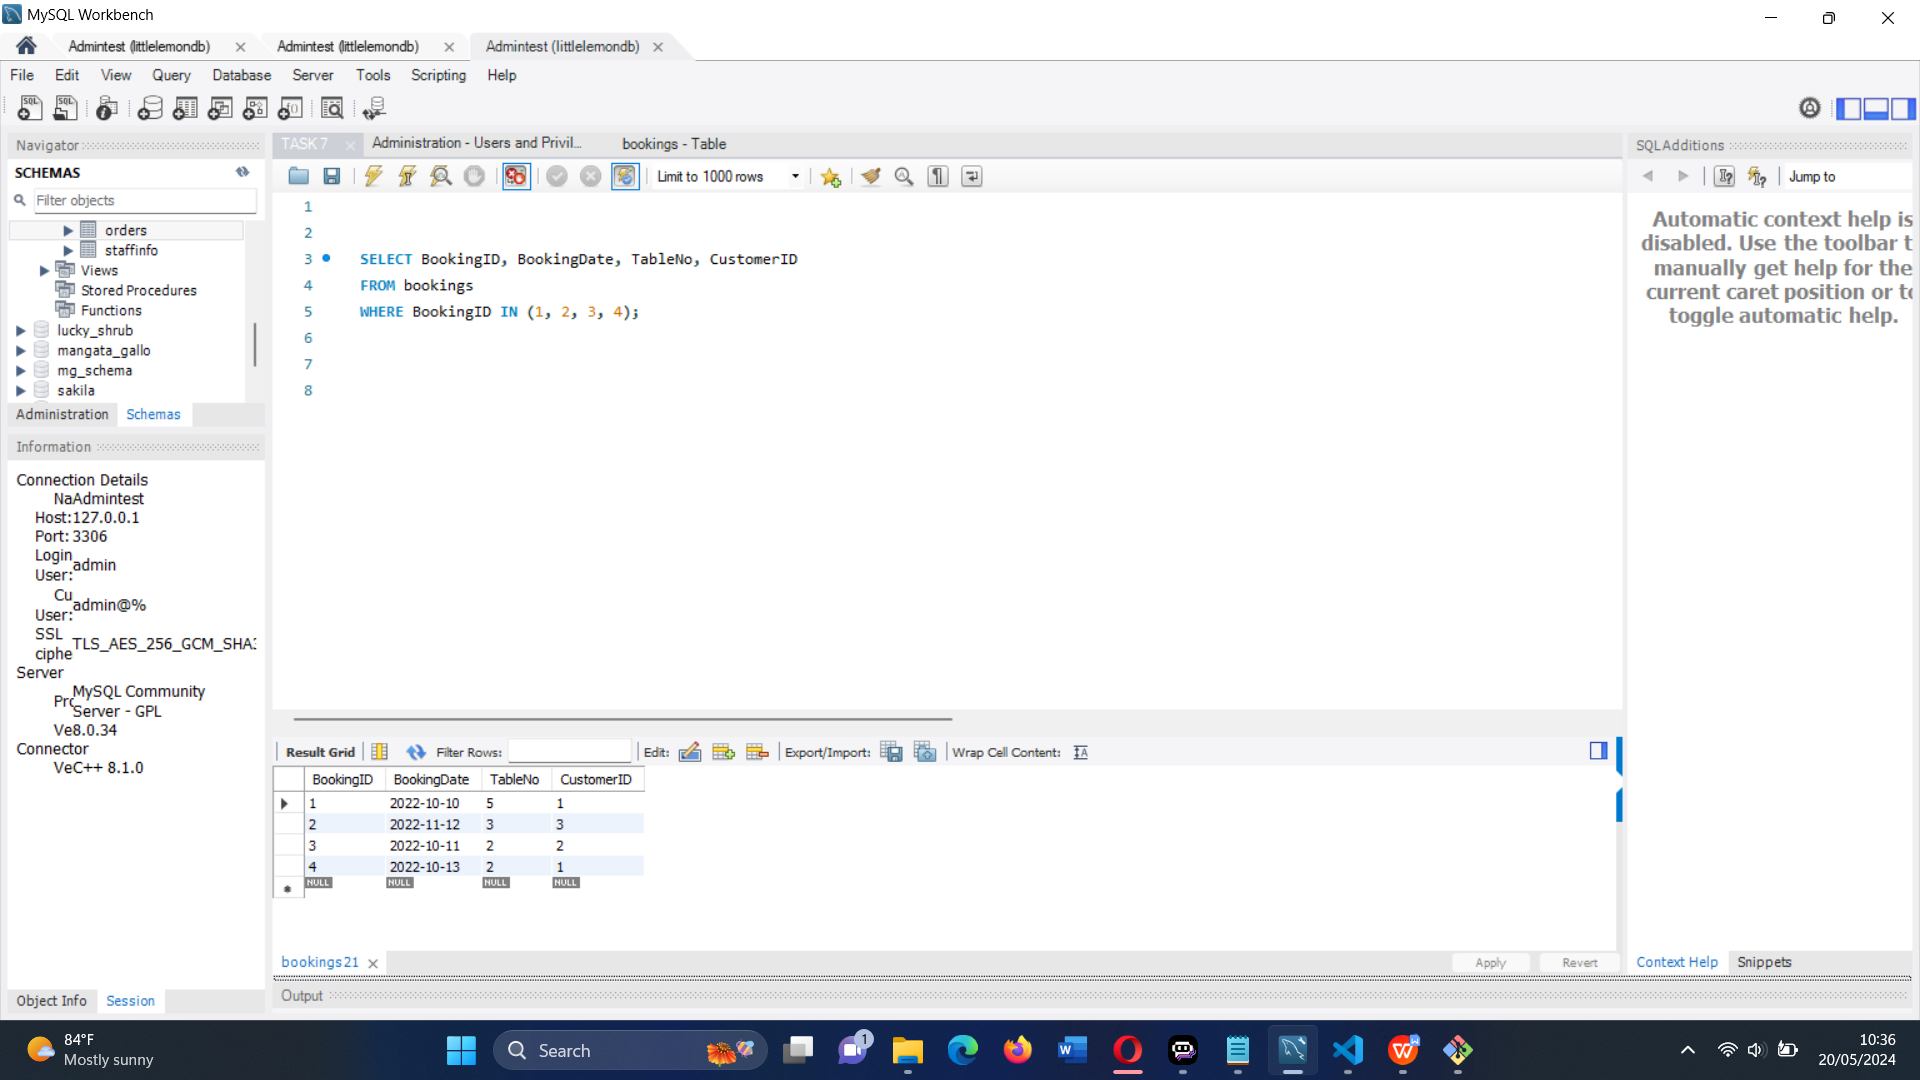 MySQL Workbench
Admintest (littlelemondb)
Admintest (littlelemondb)
Admintest (littlelemondb)
File Edit View Query Database Server Tools Scripting Help
Navigator
SCHEMAS
Filter objects
orders
staffinfo
Views
Stored Procedures
Functions
lucky_shrub
mangata_gallo
mg_schema
sakila
Administration Schemas
Information
Connection Details
NaAdmintest
Host:127.0.0.1
Port: 3306
Login
User: admin
Cu
User: admin@%
SSL
ciphe TLS_AES_256_GCM_SHA3
Server
Prc MySQL Community
Server - GPL
Ve8.0.34
Connector
VeC++ 8.1.0
Object Info Session
TASK 7 Administration - Users and Privil... bookings - Table
Limit to 1000 rows
1
2
3 SELECT BookingID, BookingDate, TableNo, CustomerID
4 FROM bookings
5 WHERE BookingID IN (1, 2, 3, 4);
6
7
8
Result Grid Filter Rows: Edit: Export/Import: Wrap Cell Content:
BookingID BookingDate TableNo CustomerID
1 2022-10-10 5 1
2 2022-11-12 3 3
3 2022-10-11 2 2
4 2022-10-13 2 1
NULL NULL NULL NULL
bookings21
Apply Revert
Output
SQLAdditions
Jump to
Automatic context help is
disabled. Use the toolbar t
manually get help for the
current caret position or to
toggle automatic help.
Context Help Snippets
84°F
Mostly sunny
Search
1
10:36
20/05/2024